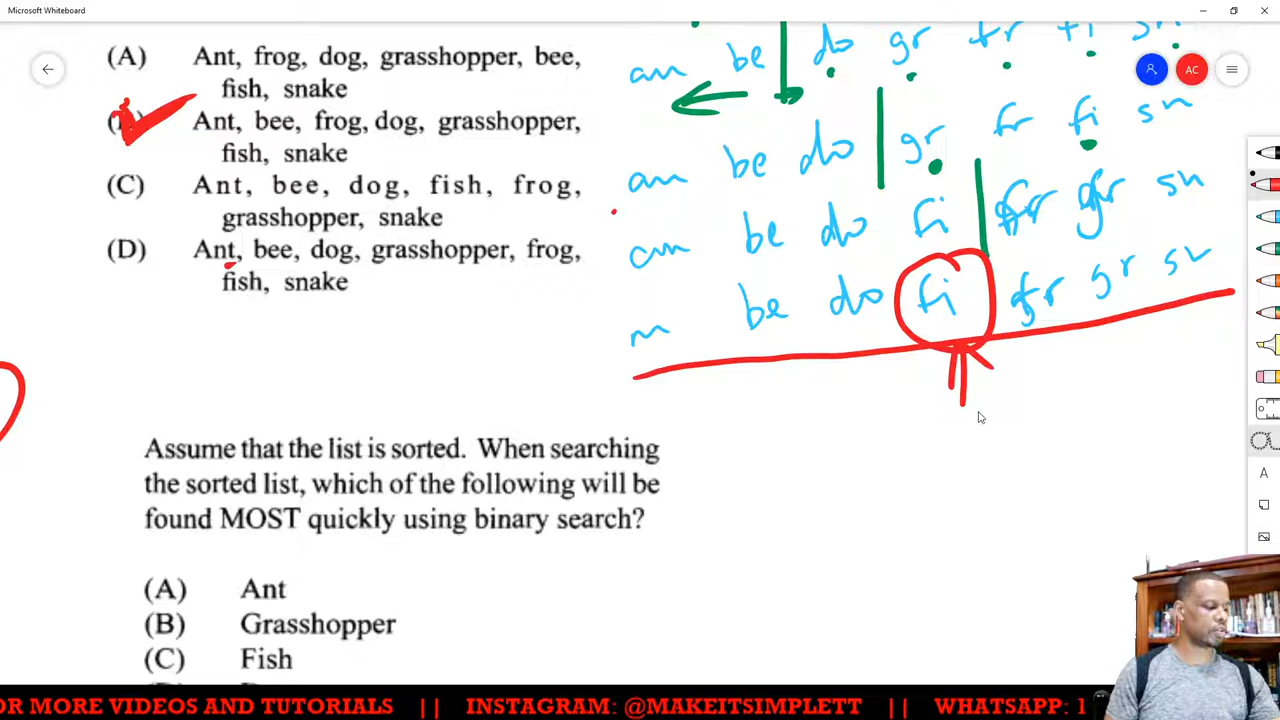 Microsoft Whiteboard
(A) Ant, frog, dog, grasshopper, bee,
fish, snake
Ant, bee, frog, dog, grasshopper,
fish, snake
(C) Ant, bee, dog, fish, frog,
grasshopper, snake
(D) Ant, bee, dog, grasshopper, frog,
fish, snake
an be do gr fr fi sn
an be do gr fr fi sn
an be do fi fr gr sn
be do fi fr gr sn
AC
A
Assume that the list is sorted. When searching
the sorted list, which of the following will be
found MOST quickly using binary search?
(A) Ant
(B) Grasshopper
(C) Fish
OR MORE VIDEOS AND TUTORIALS || INSTAGRAM: @MAKEITSIMPLETT || WHATSAPP: 1